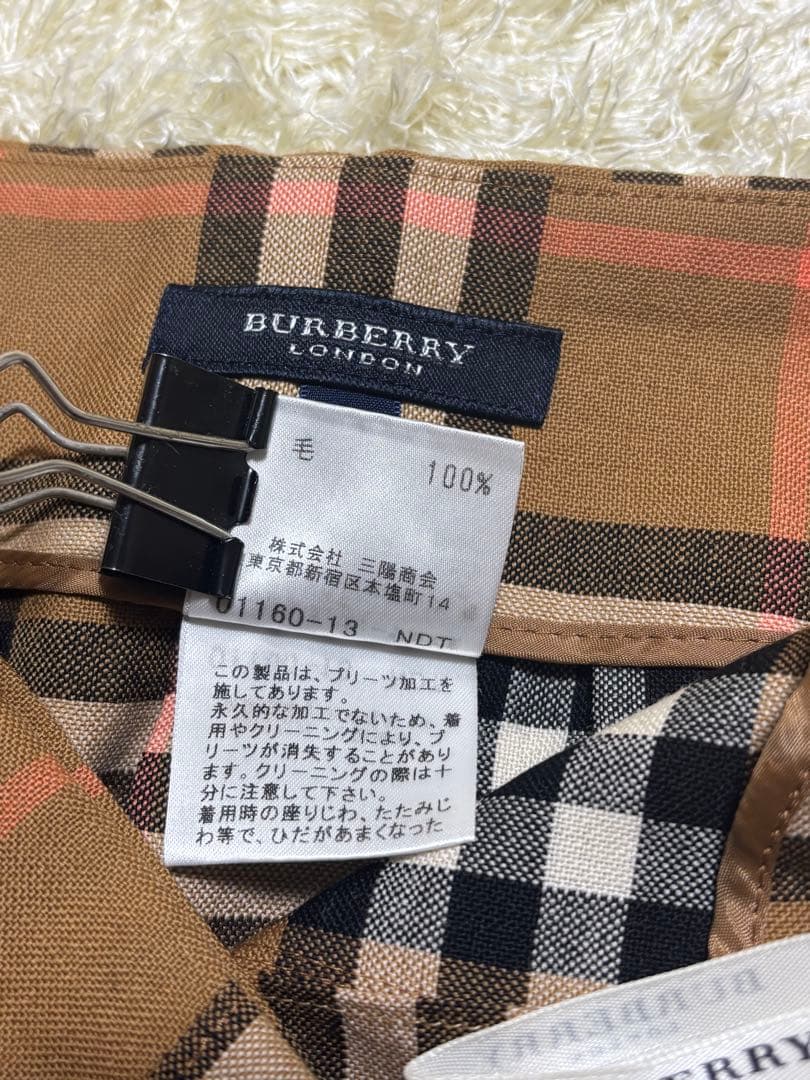 BURBERRY
LONDON
毛 100%
株式会社 三陽商会
東京都新宿区本塩町14
01160-13 NDT
この製品は、プリーツ加工を
施してあります。
永久的な加工でないため、着
用やクリーニングにより、プ
リーツが消失することがあり
ます。クリーニングの際は十
分に注意して下さい。
着用時の座りじわ、たたみじ
わ等で、ひだがあまくなった
BURBERRY
ERRY